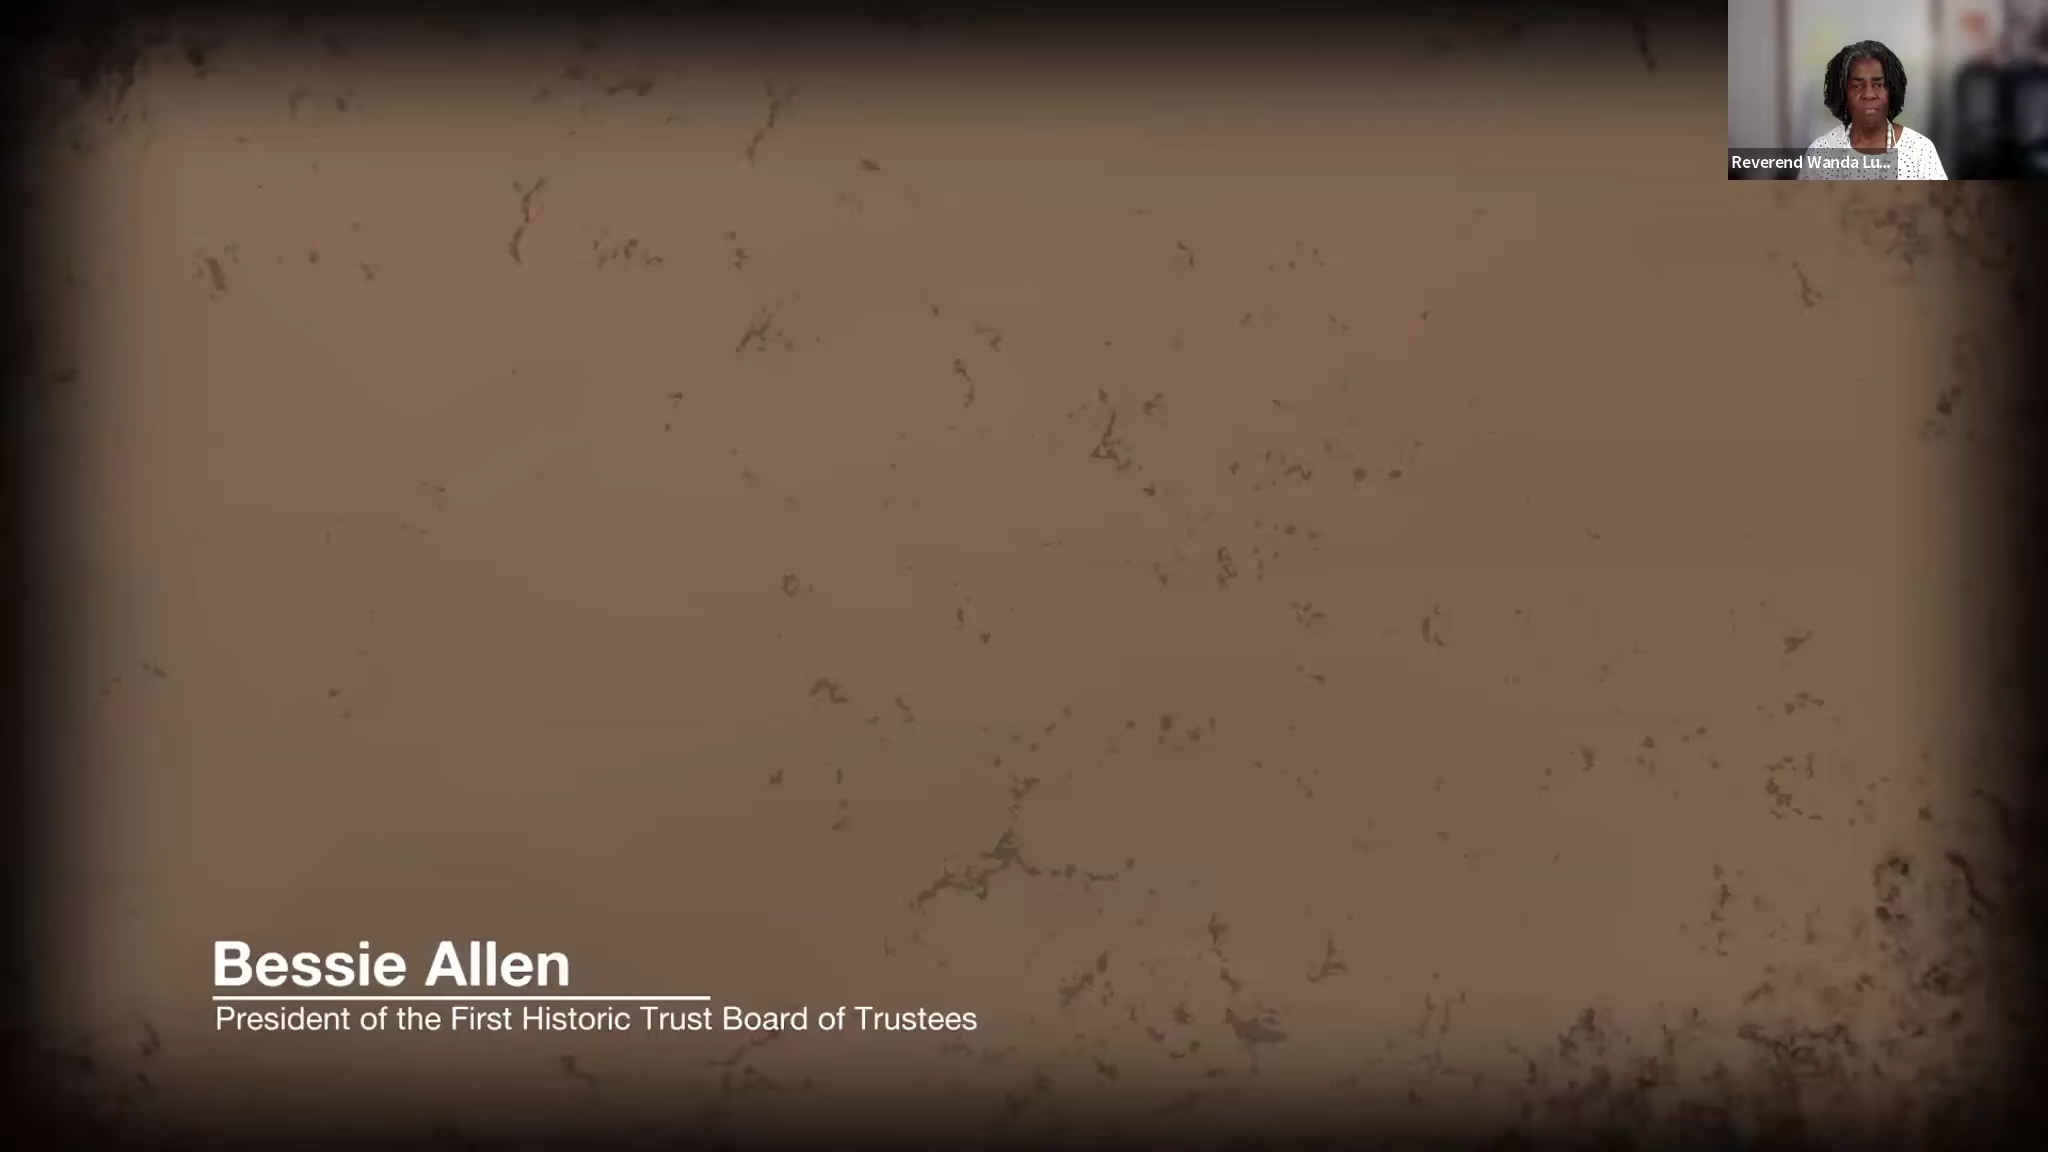 Reverend Wanda Lu...
Bessie Allen
President of the First Historic Trust Board of Trustees